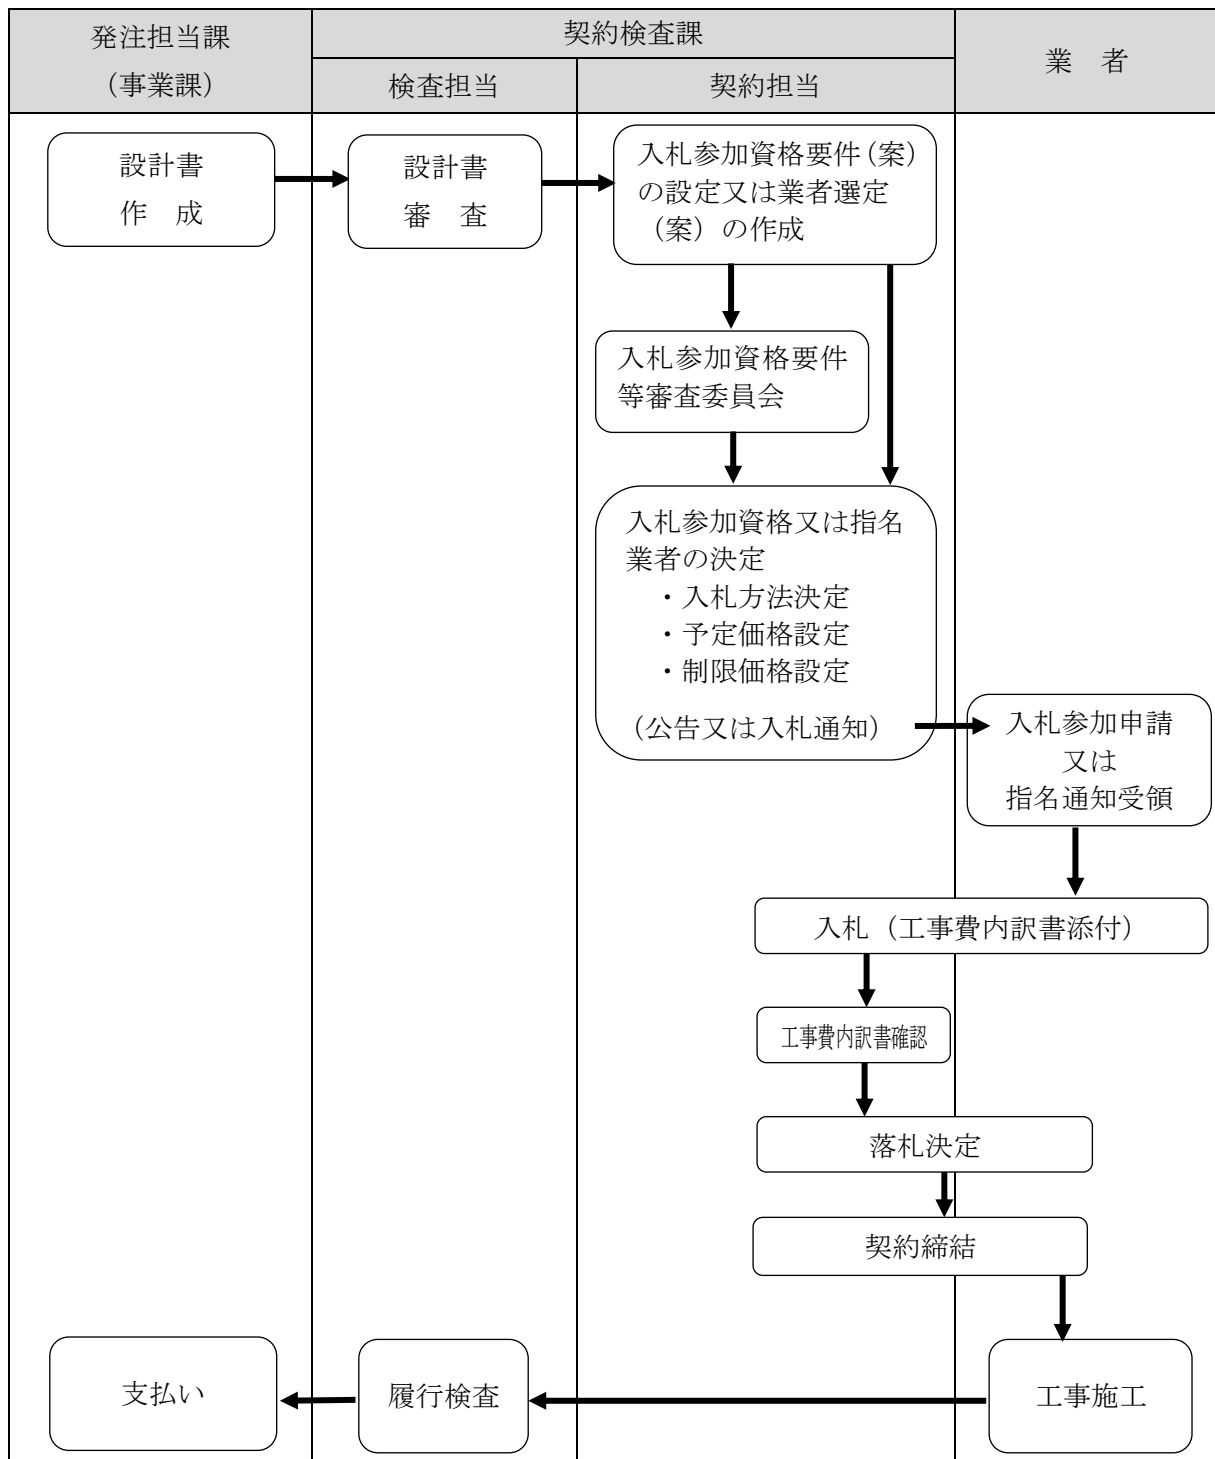 発注担当課
（事業課）
契約検査課
検査担当
契約担当
業　者
設計書
作　成
設計書
審　査
入札参加資格要件（案）
の設定又は業者選定
（案）の作成
入札参加資格要件
等審査委員会
入札参加資格又は指名
業者の決定
・入札方法決定
・予定価格設定
・制限価格設定
（公告又は入札通知）
入札参加申請
又は
指名通知受領
入札（工事費内訳書添付）
工事費内訳書確認
落札決定
契約締結
支払い
履行検査
工事施工